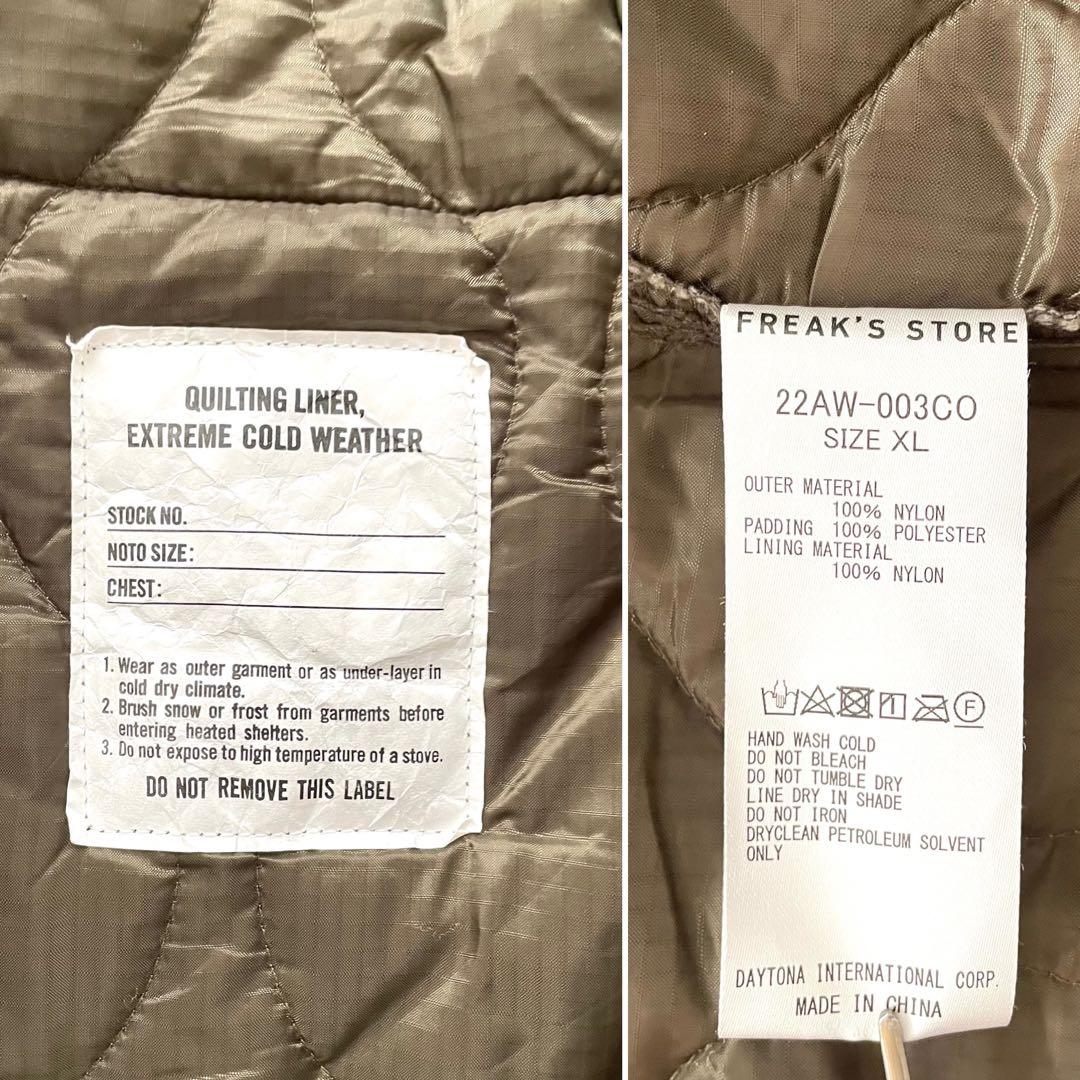 QUILTING LINER,
EXTREME COLD WEATHER
STOCK NO.
NOTO SIZE:
CHEST:
1. Wear as outer garment or as under-layer in
cold dry climate.
2. Brush snow or frost from garments before
entering heated shelters.
3. Do not expose to high temperature of a stove.
DO NOT REMOVE THIS LABEL
FREAK'S STORE
22AW-003CO
SIZE XL
OUTER MATERIAL
100% NYLON
PADDING 100% POLYESTER
LINING MATERIAL
100% NYLON
F
HAND WASH COLD
DO NOT BLEACH
DO NOT TUMBLE DRY
LINE DRY IN SHADE
DO NOT IRON
DRYCLEAN PETROLEUM SOLVENT
ONLY
DAYTONA INTERNATIONAL CORP.
MADE IN CHINA